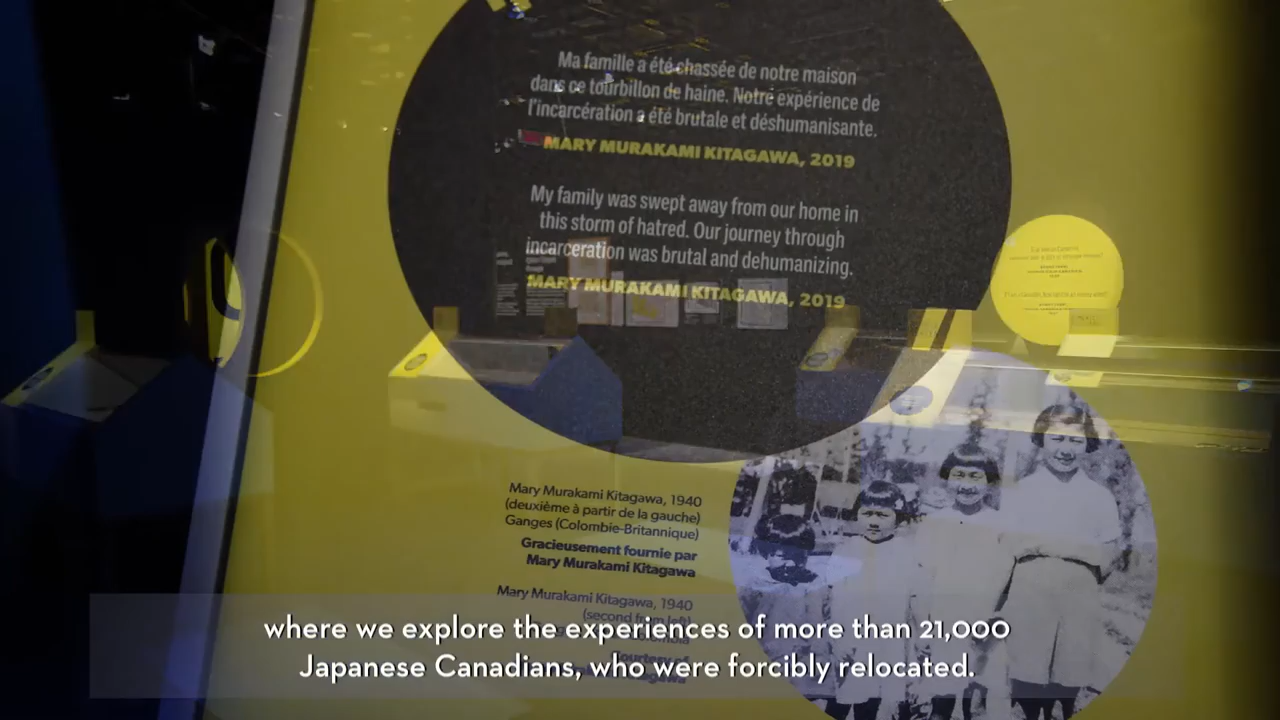 Ma famille a été chassée de notre maison
dans ce tourbillon de haine. Notre expérience de
l'incarcération a été brutale et déshumanisante.
MARY MURAKAMI KITAGAWA, 2019
My family was swept away from our home in
this storm of hatred. Our journey through
incarceration was brutal and dehumanizing.
MARY MURAKAMI KITAGAWA, 2019
Mary Murakami Kitagawa, 1940
(deuxième à partir de la gauche)
Ganges (Colombie-Britannique)
Gracieusement fournie par
Mary Murakami Kitagawa
Mary Murakami Kitagawa, 1940
(second from left)
where we explore the experiences of more than 21,000
Japanese Canadians, who were forcibly relocated.